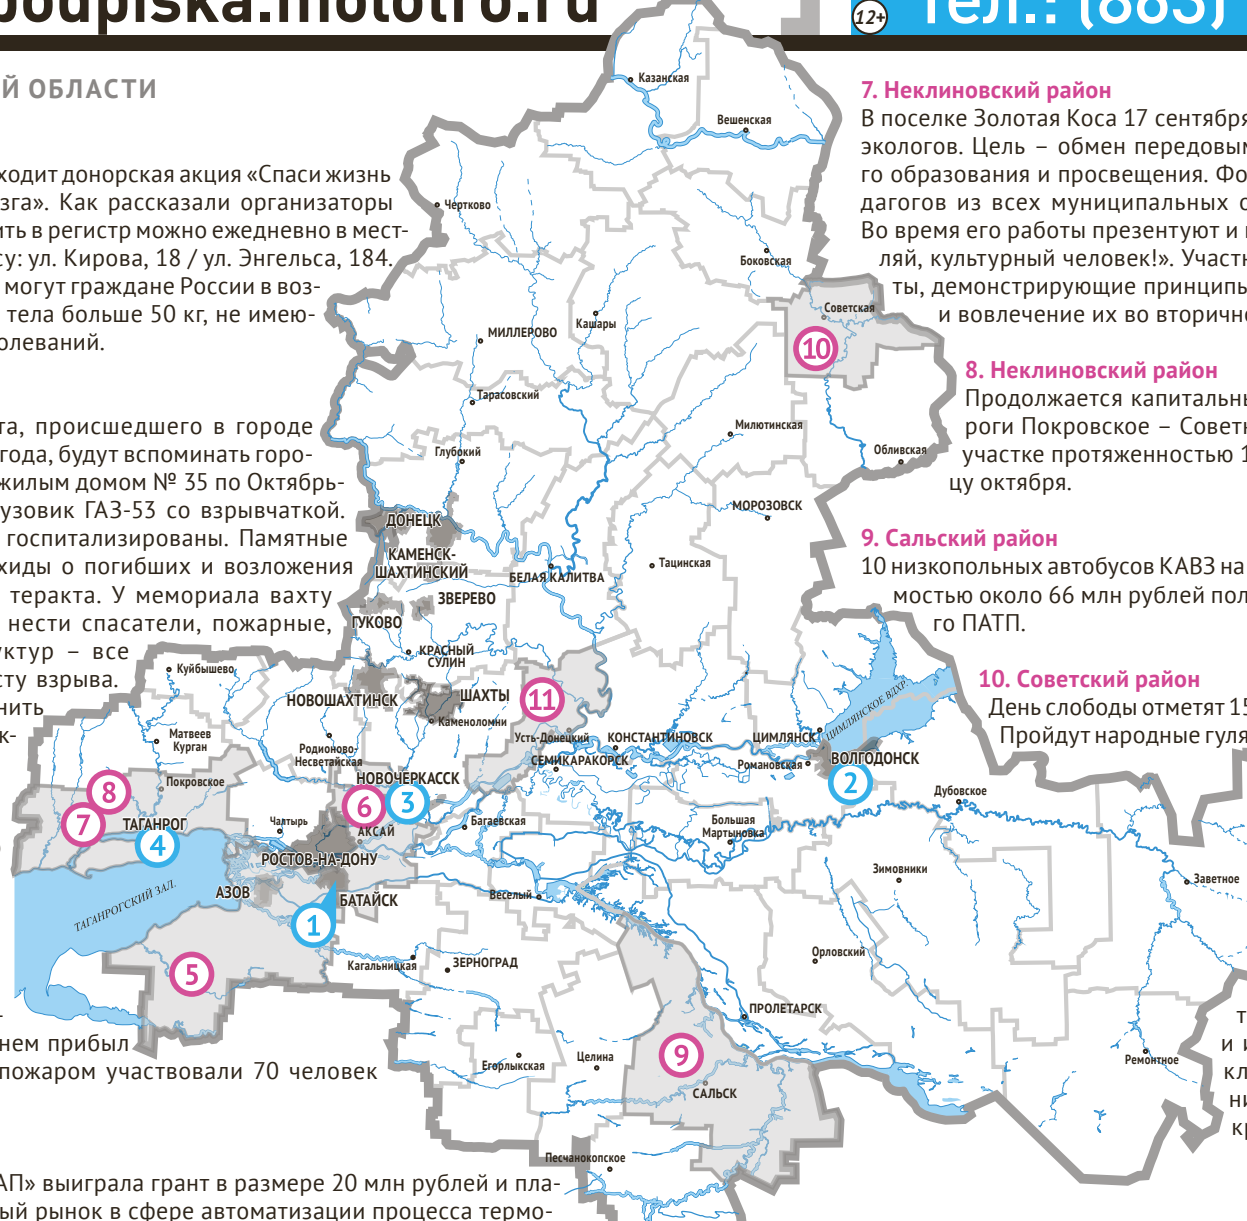 podpiska.molotro.ru
12+
тел.: (863)
Й ОБЛАСТИ
ходит донорская акция «Спаси жизнь
зга». Как рассказали организаторы
ить в регистр можно ежедневно в мест-
су: ул. Кирова, 18 / ул. Энгельса, 184.
могут граждане России в воз-
тела больше 50 кг, не имею-
олеваний.
та, происшедшего в городе
года, будут вспоминать горо-
жилым домом № 35 по Октябрь-
узовик ГАЗ-53 со взрывчаткой.
госпитализированы. Памятные
хиды о погибших и возложения
теракта. У мемориала вахту
нести спасатели, пожарные,
уктур – все
сту взрыва.
нить
к-
нем прибыл
пожаром участвовали 70 человек
АП» выиграла грант в размере 20 млн рублей и пла-
ый рынок в сфере автоматизации процесса термо-
7. Неклиновский район
В поселке Золотая Коса 17 сентября
экологов. Цель – обмен передовым
го образования и просвещения. Фо
дагогов из всех муниципальных о
Во время его работы презентуют и
ляй, культурный человек!». Участн
ты, демонстрирующие принципы
и вовлечение их во вторично
8. Неклиновский район
Продолжается капитальны
роги Покровское – Советк
участке протяженностью 1
цу октября.
9. Сальский район
10 низкопольных автобусов КАВЗ на
мостью около 66 млн рублей пол
го ПАТП.
10. Советский район
День слободы отметят 15
Пройдут народные гуля
т
и и
кл
ни
кр
Казанская
Вешенская
Чертково
Боковская
Советская
10
МИЛЛЕРОВО
Кашары
Тарасовский
Милютинская
Глубокий
Обливская
МОРОЗОВСК
ДОНЕЦК
КАМЕНСК-
ШАХТИНСКИЙ
БЕЛАЯ КАЛИТВА
Тацинская
ЗВЕРЕВО
ГУКОВО
КРАСНЫЙ
СУЛИН
Куйбышево
НОВОШАХТИНСК
ШАХТЫ
11
Каменоломни
Матвеев
Курган
Родионово-
Несветайская
Усть-Донецкий
КОНСТАНТИНОВСК
ЦИМЛЯНСК
ЦИМЛЯНСКОЕ ВДХР.
СЕМИКАРАКОРСК
Романовская
ВОЛГОДОНСК
2
Покровское
НОВОЧЕРКАССК
8
7
6
3
Дубовское
ТАГАНРОГ
4
Чалтырь
АКСАЙ
Багаевская
Большая
Мартыновка
РОСТОВ-НА-ДОНУ
Зимовники
Заветное
АЗОВ
БАТАЙСК
Веселый
ТАГАНРОГСКИЙ ЗАЛ.
1
5
Кагальницкая
ЗЕРНОГРАД
Орловский
ПРОЛЕТАРСК
Егорлыкская
Целина
9
Ремонтное
САЛЬСК
Песчанокопское